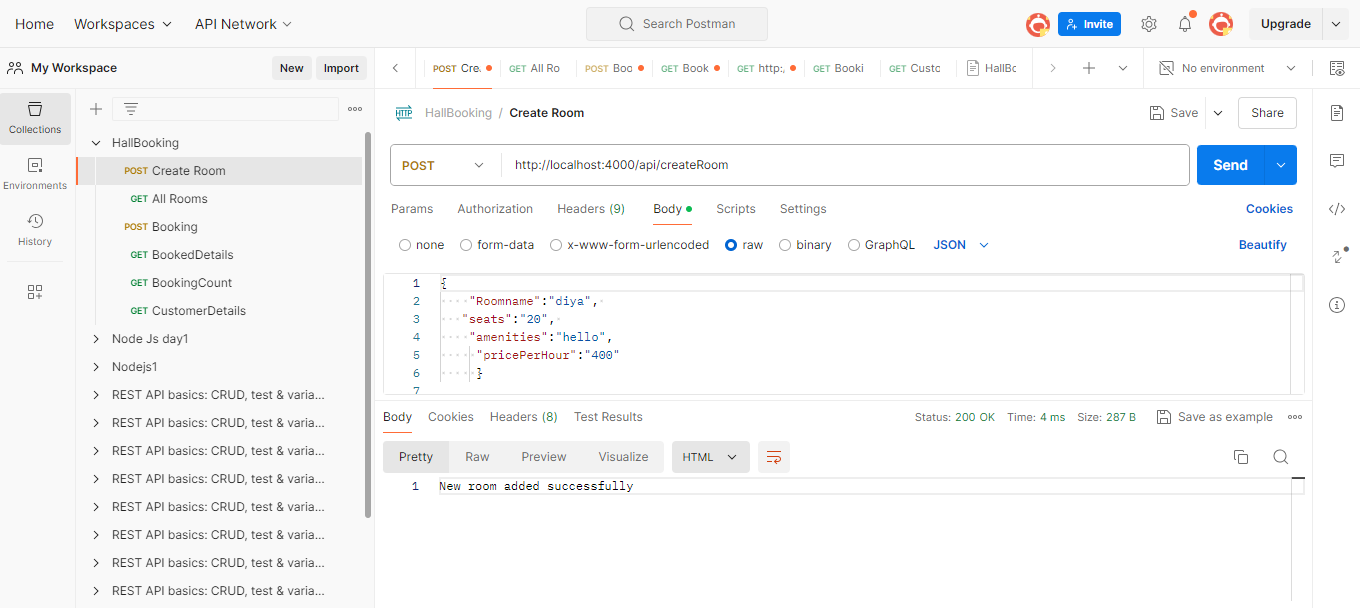 Home Workspaces API Network Search Postman Invite Upgrade
My Workspace New Import POST Cre GET All Ro POST Boo GET Book GET http:, GET Booki GET Custo HallBc No environment
Collections
Environments
History
HallBooking
POST Create Room
GET All Rooms
POST Booking
GET BookedDetails
GET BookingCount
GET CustomerDetails
Node Js day1
Nodejs1
REST API basics: CRUD, test & varia...
REST API basics: CRUD, test & varia...
REST API basics: CRUD, test & varia...
REST API basics: CRUD, test & varia...
REST API basics: CRUD, test & varia...
REST API basics: CRUD, test & varia...
REST API basics: CRUD, test & varia...
REST API basics: CRUD, test & varia...
HTTP HallBooking / Create Room Save Share
POST http://localhost:4000/api/createRoom Send
Params Authorization Headers (9) Body Scripts Settings Cookies
none form-data x-www-form-urlencoded raw binary GraphQL JSON Beautify
1 {
2 "Roomname":"diya",
3 "seats":"20",
4 "amenities":"hello",
5 "pricePerHour":"400"
6 }
7
Body Cookies Headers (8) Test Results Status: 200 OK Time: 4 ms Size: 287 B Save as example
Pretty Raw Preview Visualize HTML
1 New room added successfully